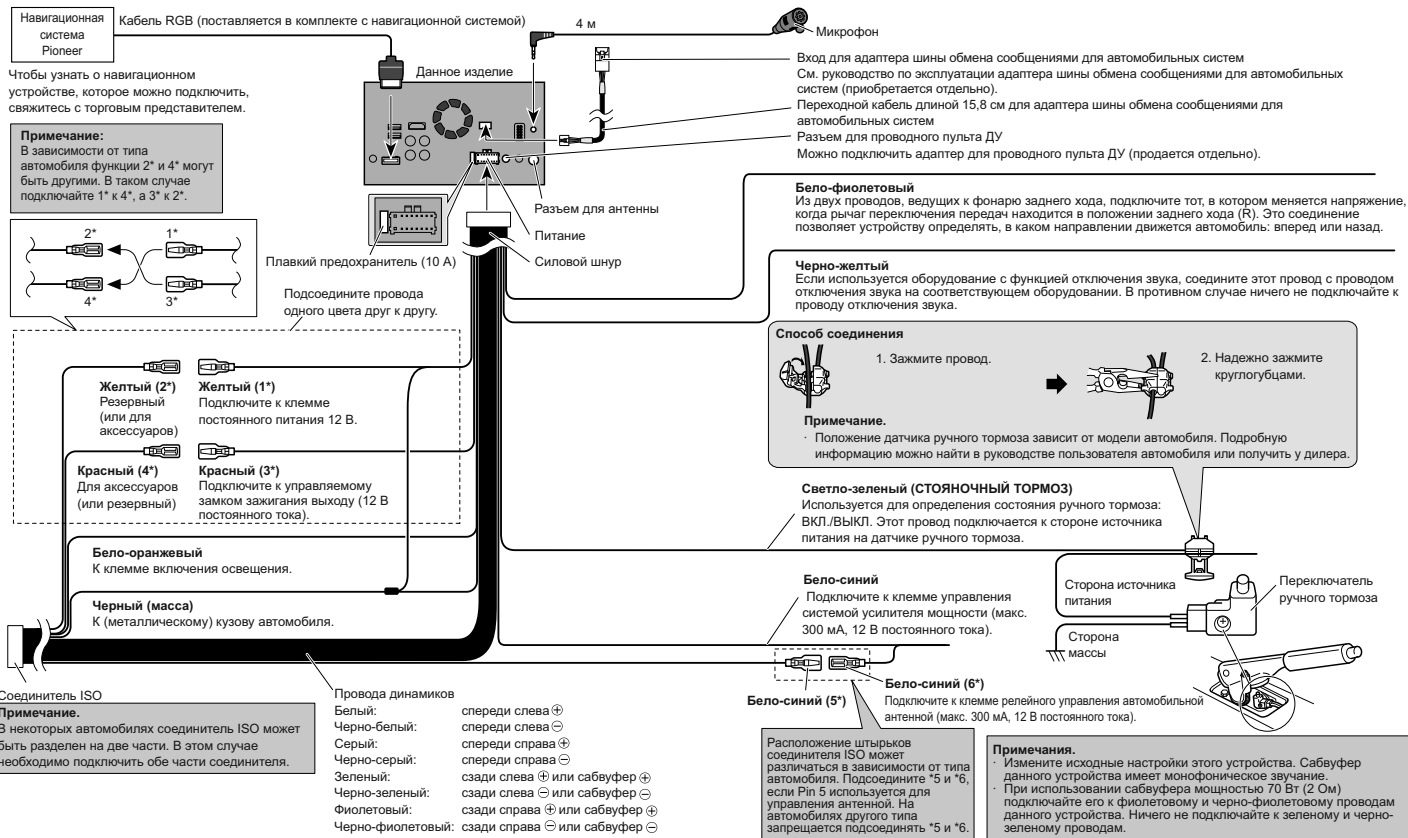 Навигационная
система
Pioneer
Кабель RGB (поставляется в комплекте с навигационной системой)
4 м
Микрофон
Чтобы узнать о навигационном
устройстве, которое можно подключить,
свяжитесь с торговым представителем.
Данное изделие
Вход для адаптера шины обмена сообщениями для автомобильных систем
См. руководство по эксплуатации адаптера шины обмена сообщениями для автомобильных
систем (приобретается отдельно).
Переходной кабель длиной 15,8 см для адаптера шины обмена сообщениями для
автомобильных систем
Разъем для проводного пульта ДУ
Можно подключить адаптер для проводного пульта ДУ (продается отдельно).
Примечание:
В зависимости от типа
автомобиля функции 2* и 4* могут
быть другими. В таком случае
подключайте 1* к 4*, а 3* к 2*.
2*
1*
4*
3*
Разъем для антенны
Питание
Плавкий предохранитель (10 А)
Силовой шнур
Бело-фиолетовый
Из двух проводов, ведущих к фонарю заднего хода, подключите тот, в котором меняется напряжение,
когда рычаг переключения передач находится в положении заднего хода (R). Это соединение
позволяет устройству определять, в каком направлении движется автомобиль: вперед или назад.
Черно-желтый
Если используется оборудование с функцией отключения звука, соедините этот провод с проводом
отключения звука на соответствующем оборудовании. В противном случае ничего не подключайте к
проводу отключения звука.
Подсоедините провода
одного цвета друг к другу.
Способ соединения
1. Зажмите провод.
2. Надежно зажмите
круглогубцами.
Примечание.
· Положение датчика ручного тормоза зависит от модели автомобиля. Подробную
информацию можно найти в руководстве пользователя автомобиля или получить у дилера.
Желтый (2*)
Резервный
(или для
аксессуаров)
Желтый (1*)
Подключите к клемме
постоянного питания 12 В.
Красный (4*)
Для аксессуаров
(или резервный)
Красный (3*)
Подключите к управляемому
замком зажигания выходу (12 В
постоянного тока).
Светло-зеленый (СТОЯНОЧНЫЙ ТОРМОЗ)
Используется для определения состояния ручного тормоза:
ВКЛ./ВЫКЛ. Этот провод подключается к стороне источника
питания на датчике ручного тормоза.
Бело-оранжевый
К клемме включения освещения.
Черный (масса)
К (металлическому) кузову автомобиля.
Бело-синий
Подключите к клемме управления
системой усилителя мощности (макс.
300 мА, 12 В постоянного тока).
Сторона источника
питания
Переключатель
ручного тормоза
Сторона
массы
Соединитель ISO
Примечание.
В некоторых автомобилях соединитель ISO может
быть разделен на две части. В этом случае
необходимо подключить обе части соединителя.
Провода динамиков
Белый: спереди слева ⊕
Черно-белый: спереди слева ⊖
Серый: спереди справа ⊕
Черно-серый: спереди справа ⊖
Зеленый: сзади слева ⊕ или сабвуфер ⊕
Черно-зеленый: сзади слева ⊖ или сабвуфер ⊖
Фиолетовый: сзади справа ⊕ или сабвуфер ⊕
Черно-фиолетовый: сзади справа ⊖ или сабвуфер ⊖
Бело-синий (5*)
Бело-синий (6*)
Подключите к клемме релейного управления автомобильной
антенной (макс. 300 мА, 12 В постоянного тока).
Расположение штырьков
соединителя ISO может
различаться в зависимости от типа
автомобиля. Подсоедините *5 и *6,
если Pin 5 используется для
управления антенной. На
автомобилях другого типа
запрещается подсоединять *5 и *6.
Примечания.
· Измените исходные настройки этого устройства. Сабвуфер
данного устройства имеет монофоническое звучание.
· При использовании сабвуфера мощностью 70 Вт (2 Ом)
подключайте его к фиолетовому и черно-фиолетовому проводам
данного устройства. Ничего не подключайте к зеленому и черно-
зеленому проводам.